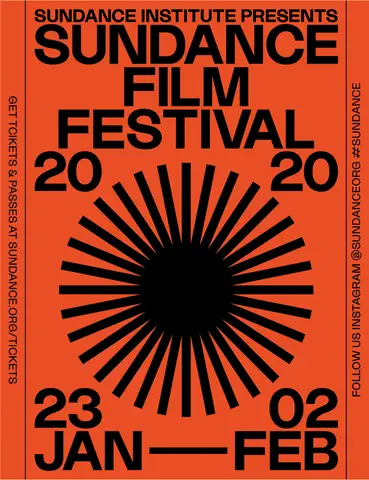 SUNDANCE INSTITUTE PRESENTS
SUNDANCE
FILM
FESTIVAL
20 20
GET TCIKETS & PASSES AT SUNDANCE.ORG/TICKETS
FOLLOW US INSTAGRAM @SUNDANCEORG #SUNDANCE
23 02
JAN — FEB